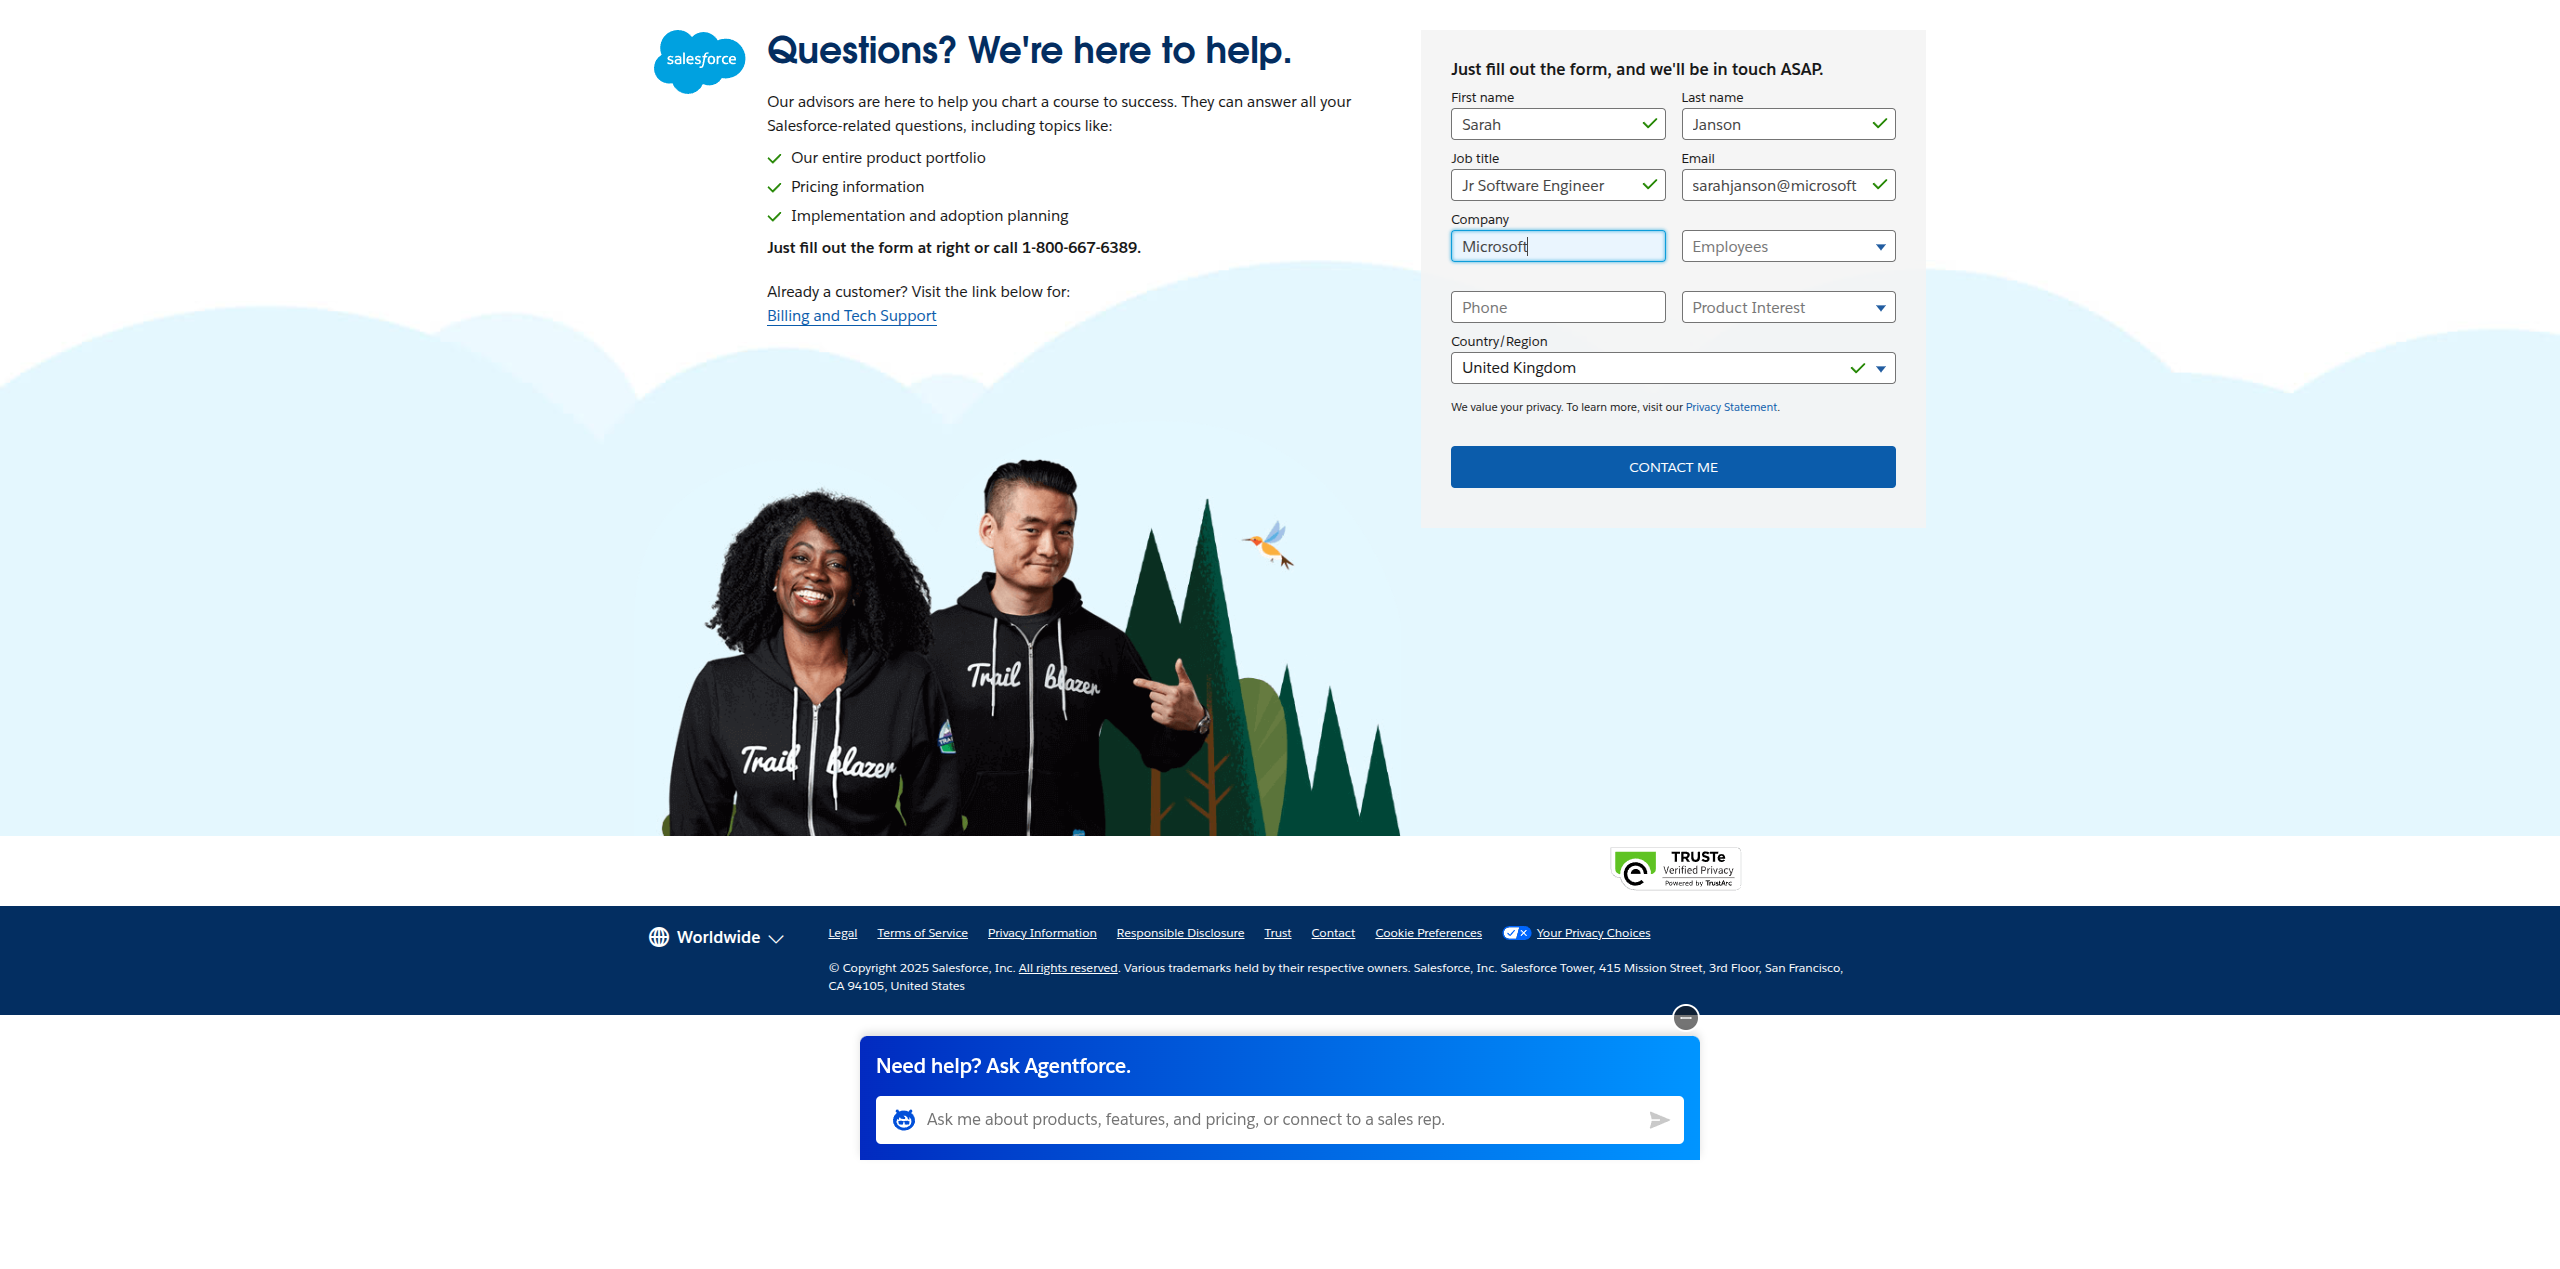 salesforce
Questions? We're here to help.
Our advisors are here to help you chart a course to success. They can answer all your
Salesforce-related questions, including topics like:
Our entire product portfolio
Pricing information
Implementation and adoption planning
Just fill out the form at right or call 1-800-667-6389.
Already a customer? Visit the link below for:
Billing and Tech Support
Just fill out the form, and we'll be in touch ASAP.
First name
Last name
Sarah
Janson
Job title
Email
Jr Software Engineer
sarahjanson@microsoft
Company
Microsoft
Employees
Phone
Product Interest
Country/Region
United Kingdom
We value your privacy. To learn more, visit our Privacy Statement.
CONTACT ME
Trail blazer
Trail blazer
TRUSTe
Verified Privacy
Powered by TrustArc
Worldwide
Legal Terms of Service Privacy Information Responsible Disclosure Trust Contact Cookie Preferences Your Privacy Choices
© Copyright 2025 Salesforce, Inc. All rights reserved. Various trademarks held by their respective owners. Salesforce, Inc. Salesforce Tower, 415 Mission Street, 3rd Floor, San Francisco,
CA 94105, United States
Need help? Ask Agentforce.
Ask me about products, features, and pricing, or connect to a sales rep.